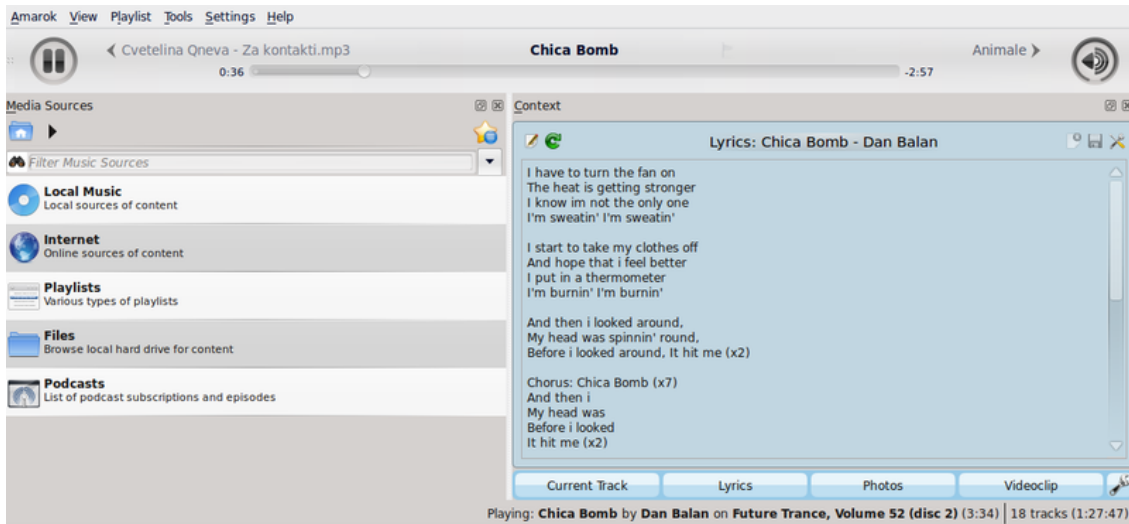 Amarok View Playlist Tools Settings Help
Cvetelina Qneva - Za kontakti.mp3
Chica Bomb
Animale
0:36
-2:57
Media Sources
Filter Music Sources
Local Music
Local sources of content
Internet
Online sources of content
Playlists
Various types of playlists
Files
Browse local hard drive for content
Podcasts
List of podcast subscriptions and episodes
Context
Lyrics: Chica Bomb - Dan Balan
I have to turn the fan on
The heat is getting stronger
I know im not the only one
I'm sweatin' I'm sweatin'
I start to take my clothes off
And hope that i feel better
I put in a thermometer
I'm burnin' I'm burnin'
And then i looked around,
My head was spinnin' round,
Before i looked around, It hit me (x2)
Chorus: Chica Bomb (x7)
And then i
My head was
Before i looked
It hit me (x2)
Current Track
Lyrics
Photos
Videoclip
Playing: Chica Bomb by Dan Balan on Future Trance, Volume 52 (disc 2) (3:34)
18 tracks (1:27:47)